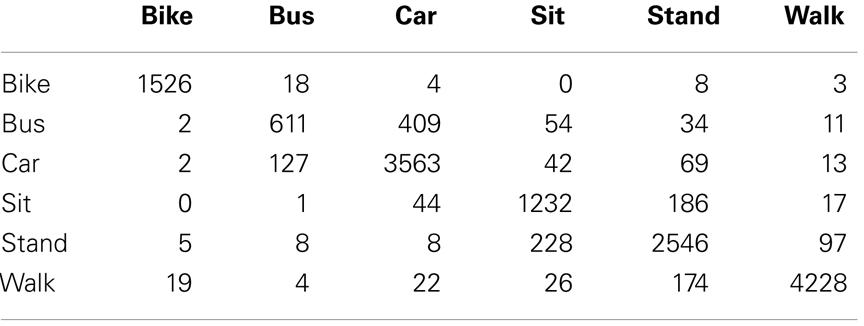 Bike Bus Car Sit Stand Walk
Bike 1526 18 4 0 8 3
Bus 2 611 409 54 34 11
Car 2 127 3563 42 69 13
Sit 0 1 44 1232 186 17
Stand 5 8 8 228 2546 97
Walk 19 4 22 26 174 4228